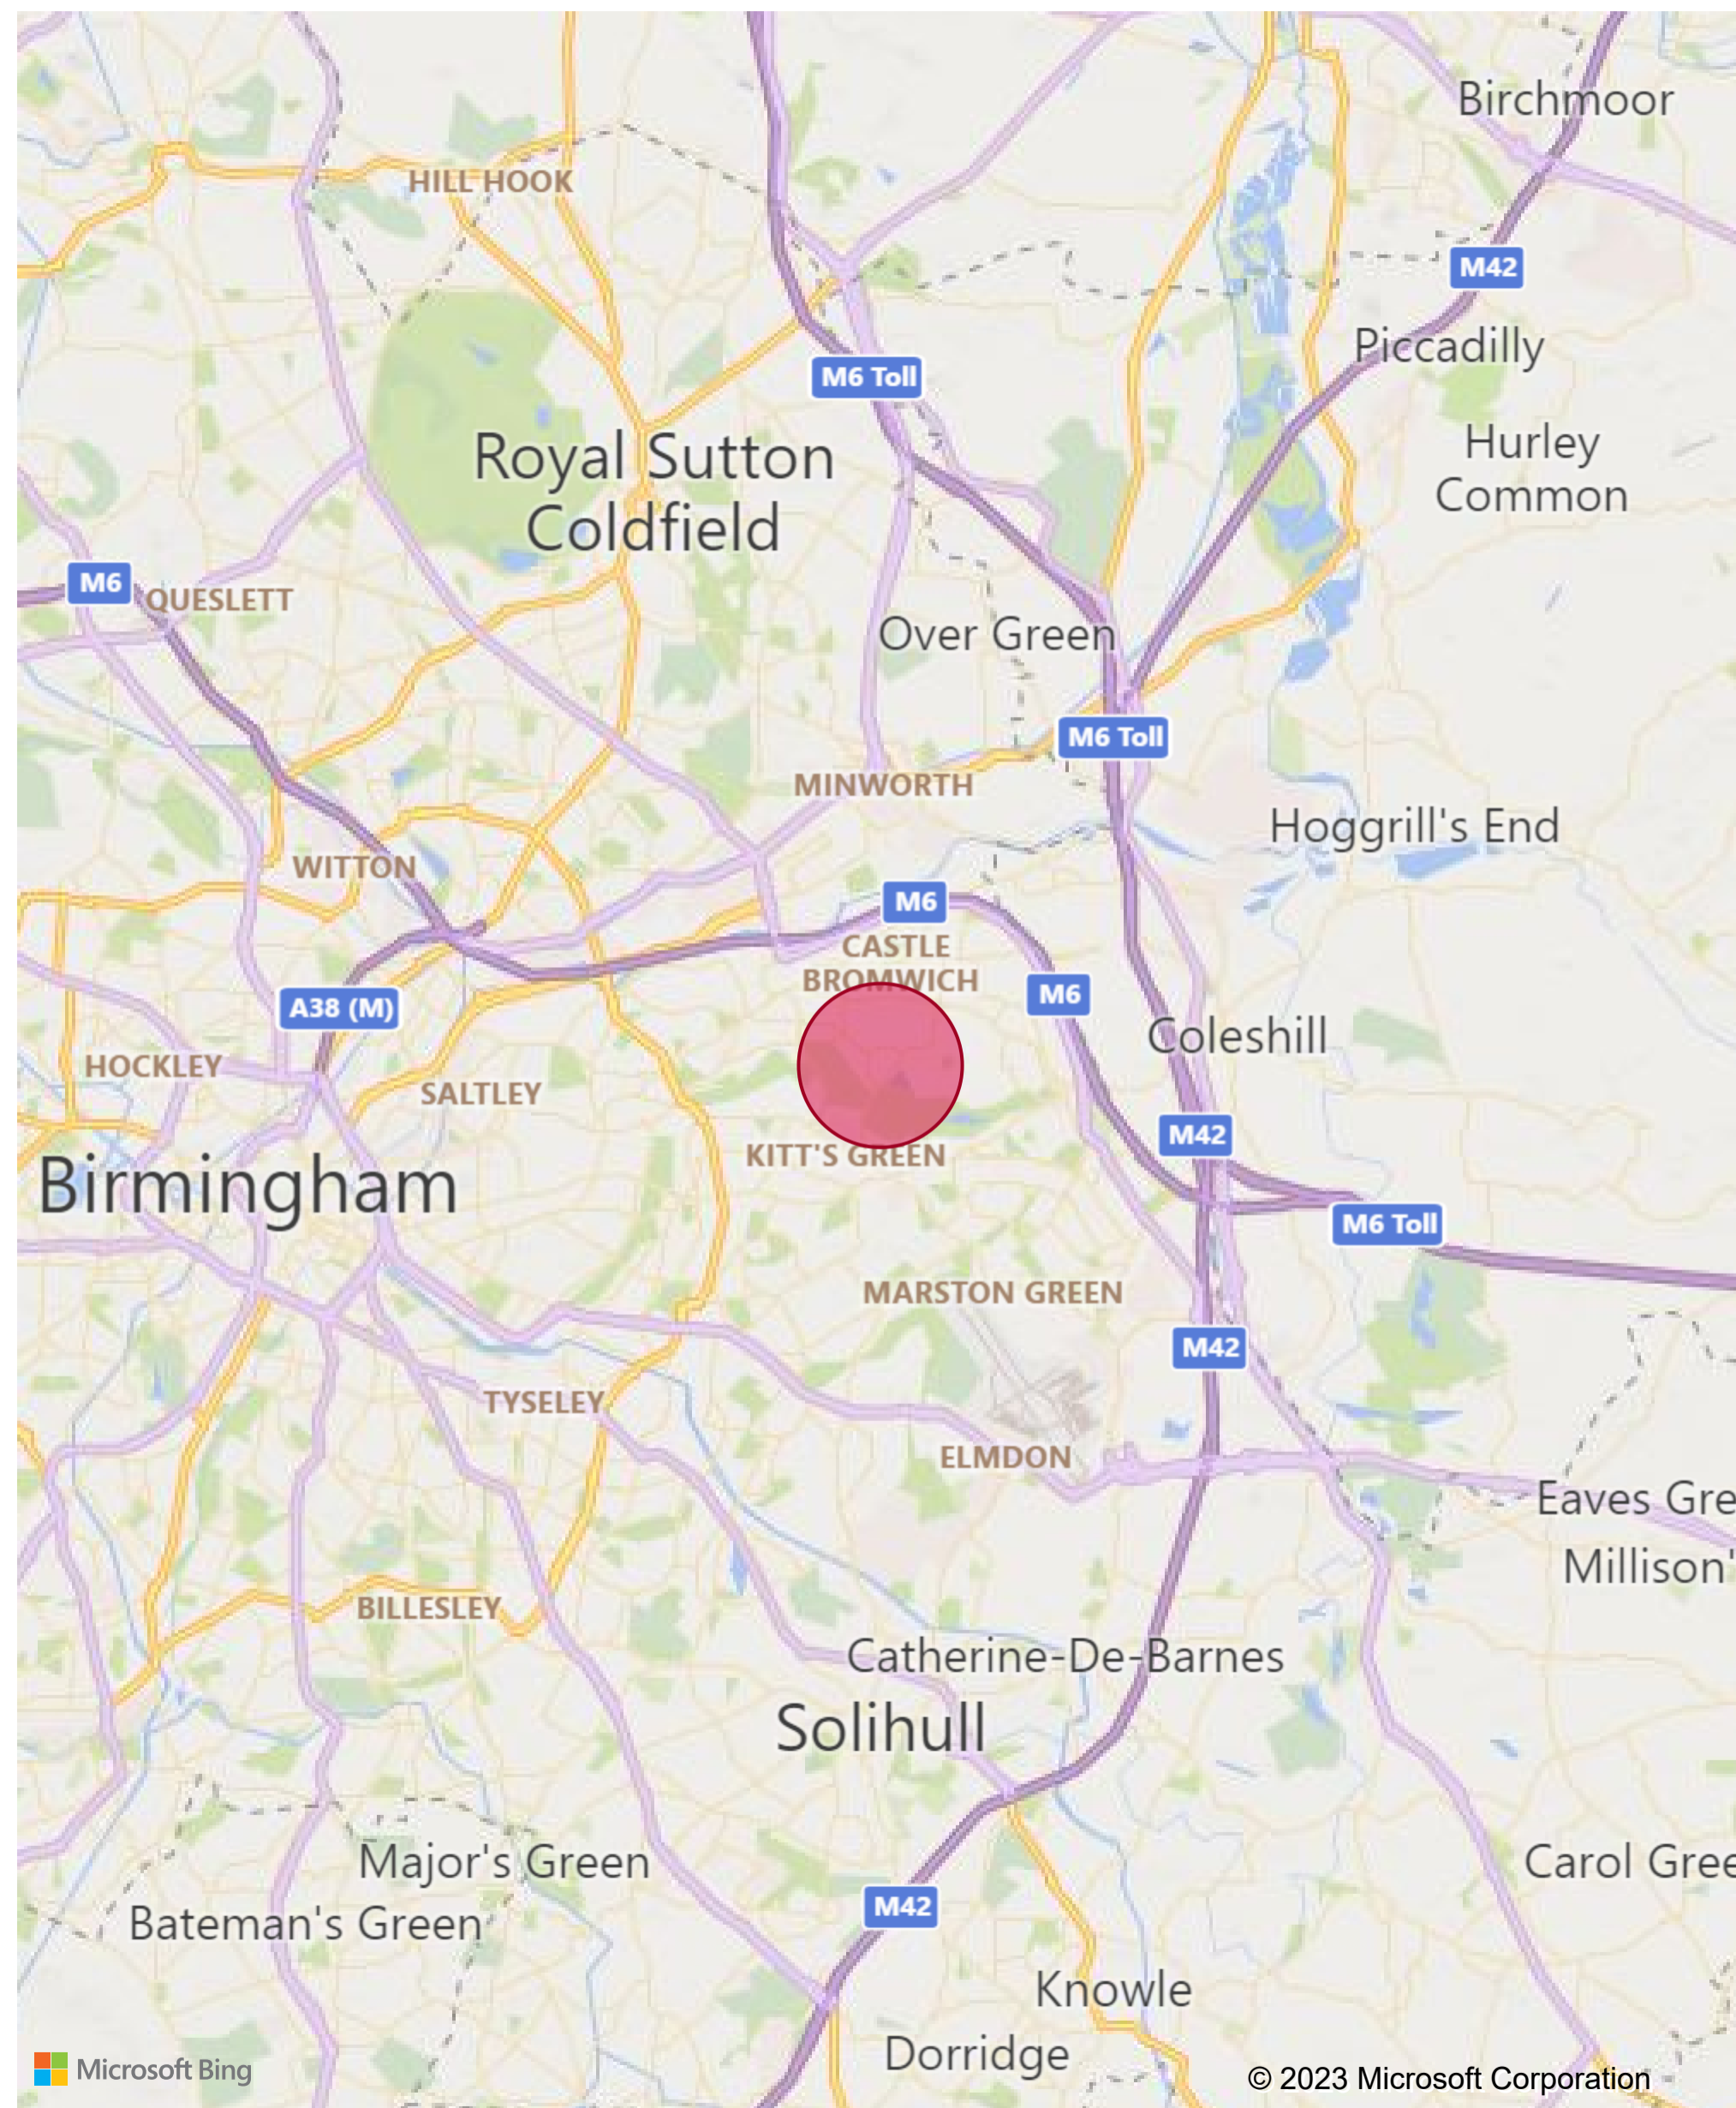 Birchmoor
HILL HOOK
M42
Piccadilly
M6 Toll
Hurley
Common
Royal Sutton
Coldfield
M6
QUESLETT
Over Green
M6 Toll
MINWORTH
Hoggrill's End
WITTON
M6
CASTLE
BROMWICH
M6
A38 (M)
Coleshill
HOCKLEY
SALTLEY
M42
KITT'S GREEN
Birmingham
M6 Toll
MARSTON GREEN
M42
TYSELEY
ELMDON
Eaves Gre
Millison'
BILLESLEY
Catherine-De-Barnes
Solihull
Major's Green
Carol Gree
M42
Bateman's Green
Knowle
Dorridge
Microsoft Bing
© 2023 Microsoft Corporation